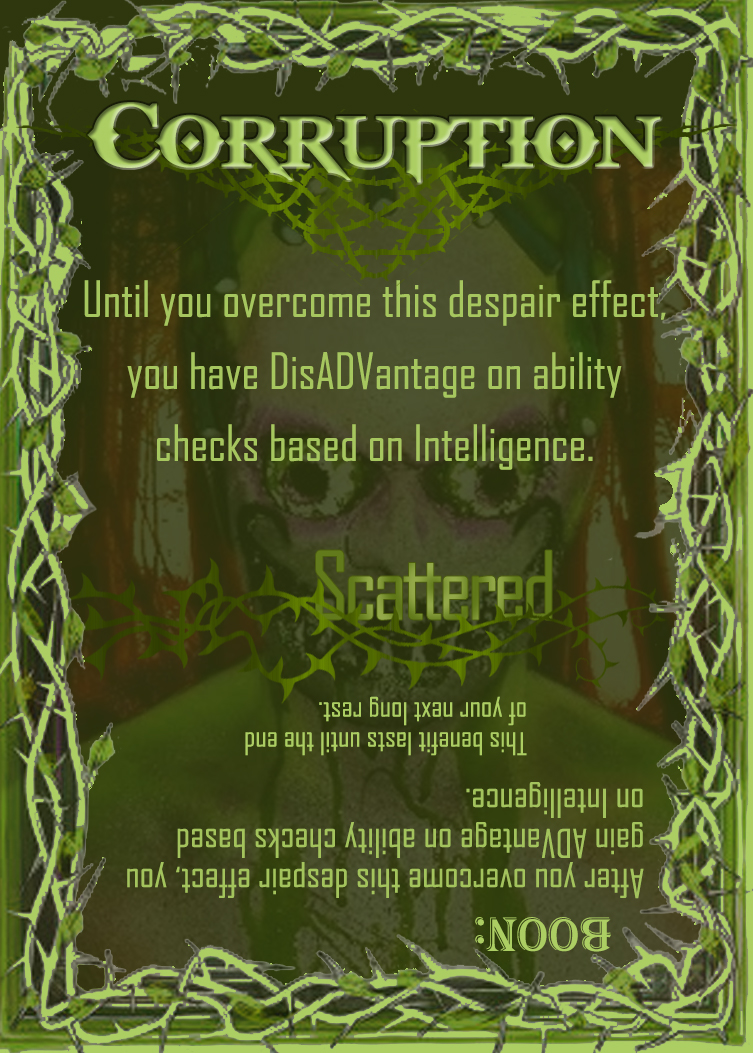 CORRUPTION
Until you overcome this despair effect,
you have DisADVantage on ability
checks based on Intelligence.
Scattered
BOON:
After you overcome this despair effect, you
gain ADVantage on ability checks based
on Intelligence.
This benefit lasts until the end
of your next long rest.